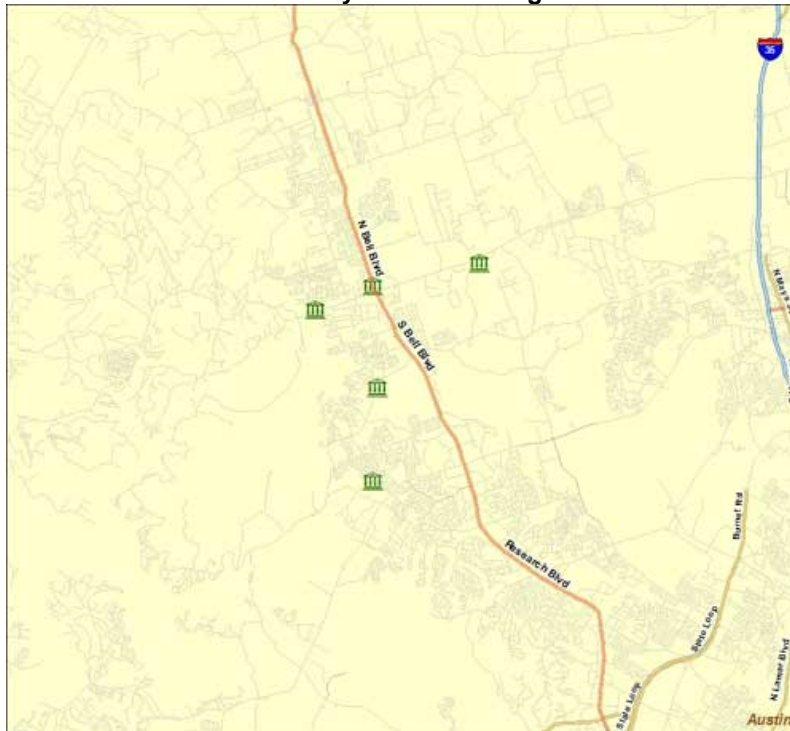 35
N Bell Blvd
S Bell Blvd
N Mays
Burnet Rd
Research Blvd
State Loop
State Loop
N Lamar Blvd
Austin